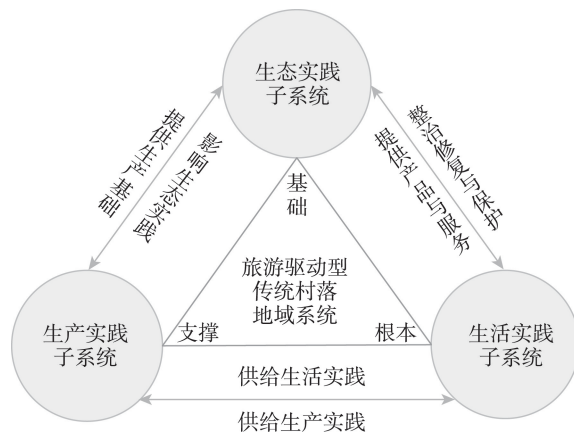 生态实践
子系统
提供生产基础
影响生态实践
整治修复与保护
提供产品与服务
基础
旅游驱动型
传统村落
地域系统
生产实践
子系统
支撑
根本
生活实践
子系统
供给生活实践
供给生产实践